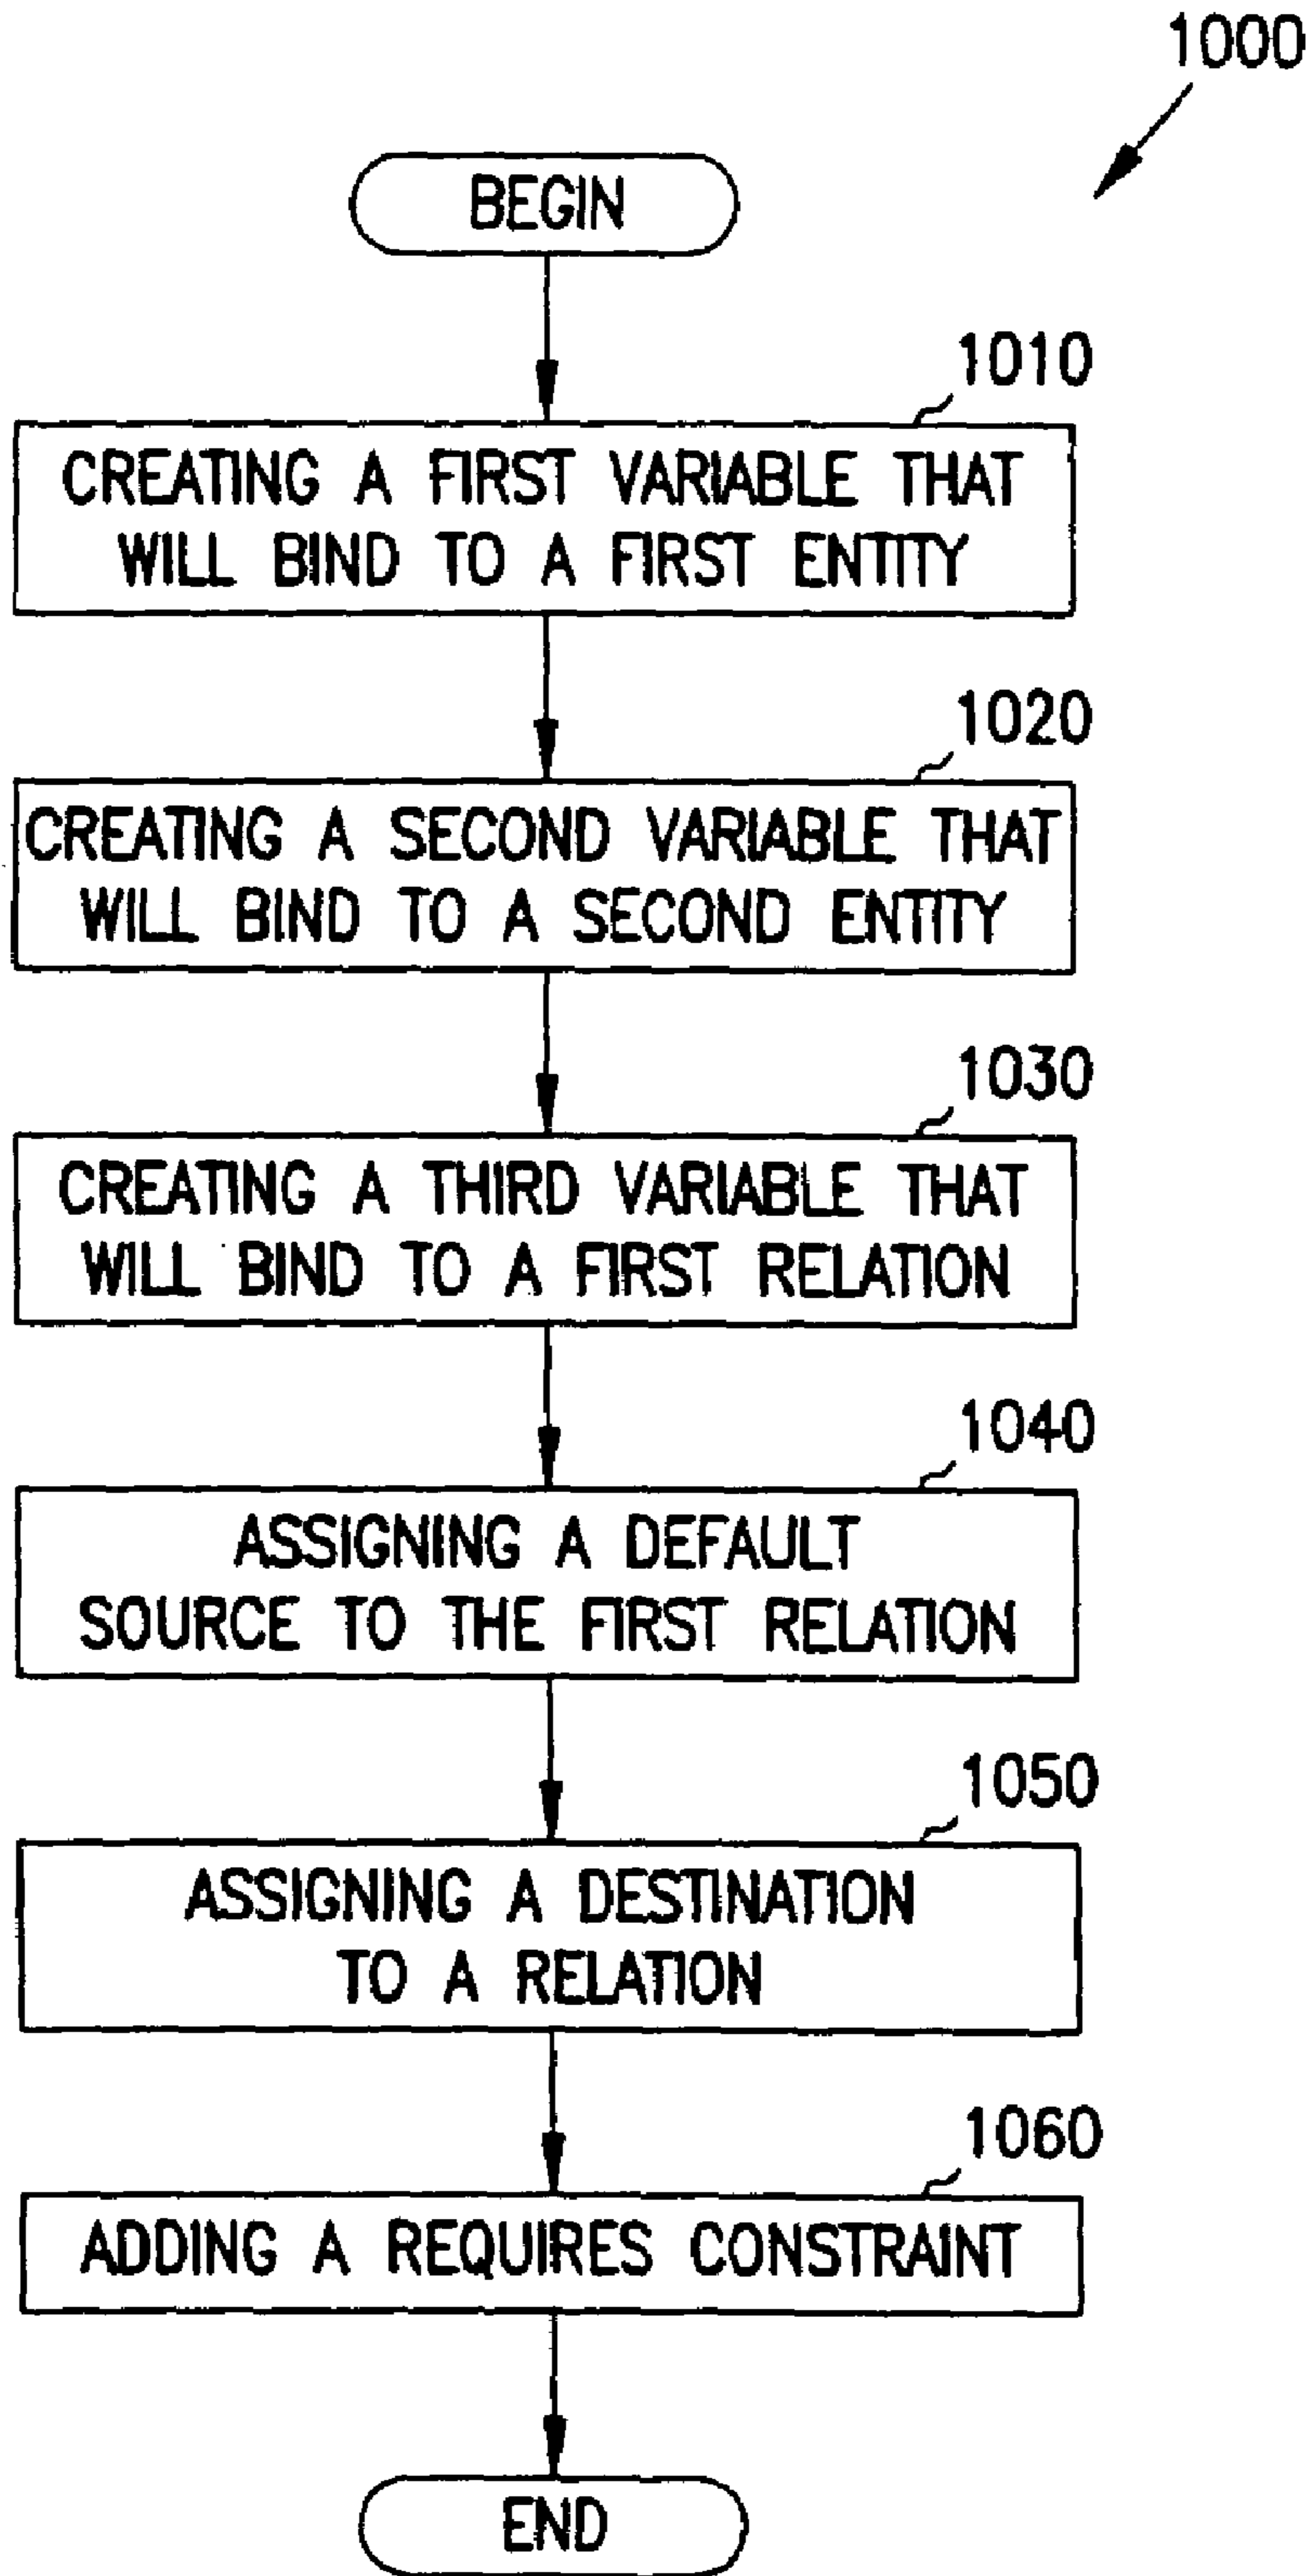 1000
BEGIN
1010
CREATING A FIRST VARIABLE THAT
WILL BIND TO A FIRST ENTITY
1020
CREATING A SECOND VARIABLE THAT
WILL BIND TO A SECOND ENTITY
1030
CREATING A THIRD VARIABLE THAT
WILL BIND TO A FIRST RELATION
1040
ASSIGNING A DEFAULT
SOURCE TO THE FIRST RELATION
1050
ASSIGNING A DESTINATION
TO A RELATION
1060
ADDING A REQUIRES CONSTRAINT
END